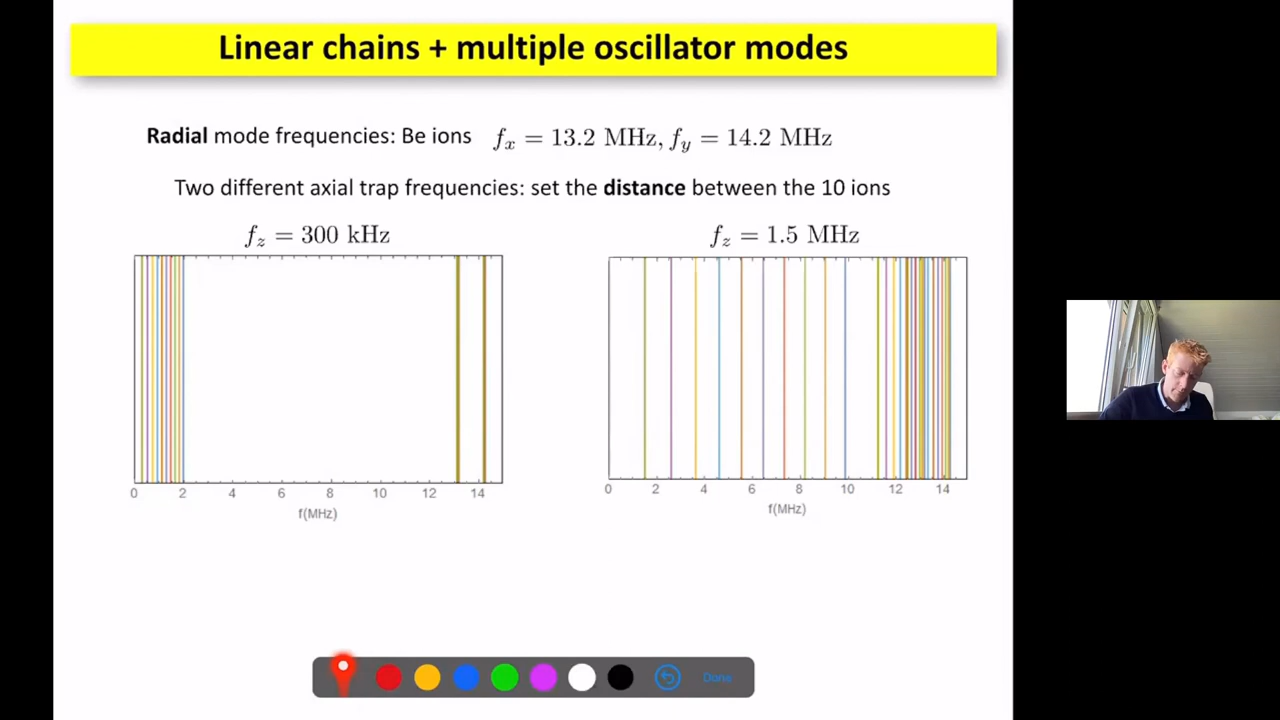 Linear chains + multiple oscillator modes
Radial mode frequencies: Be ions f_x = 13.2 MHz, f_y = 14.2 MHz
Two different axial trap frequencies: set the distance between the 10 ions
f_z = 300 kHz
f_z = 1.5 MHz
0 2 4 6 8 10 12 14
f(MHz)
0 2 4 6 8 10 12 14
f(MHz)
Done